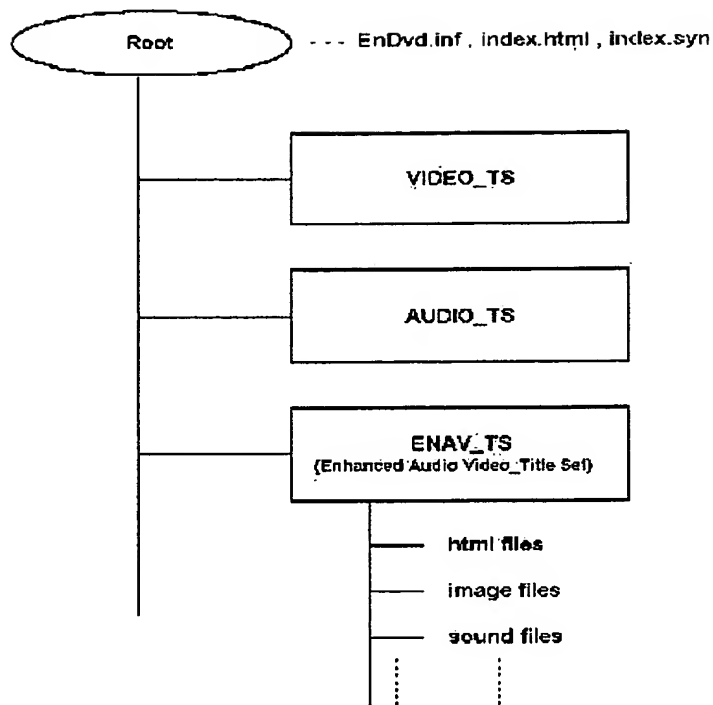 Root --- EnDvd.inf , index.html , index.syn
VIDEO_TS
AUDIO_TS
ENAV_TS
(Enhanced Audio Video_Title Set)
html files
image files
sound files